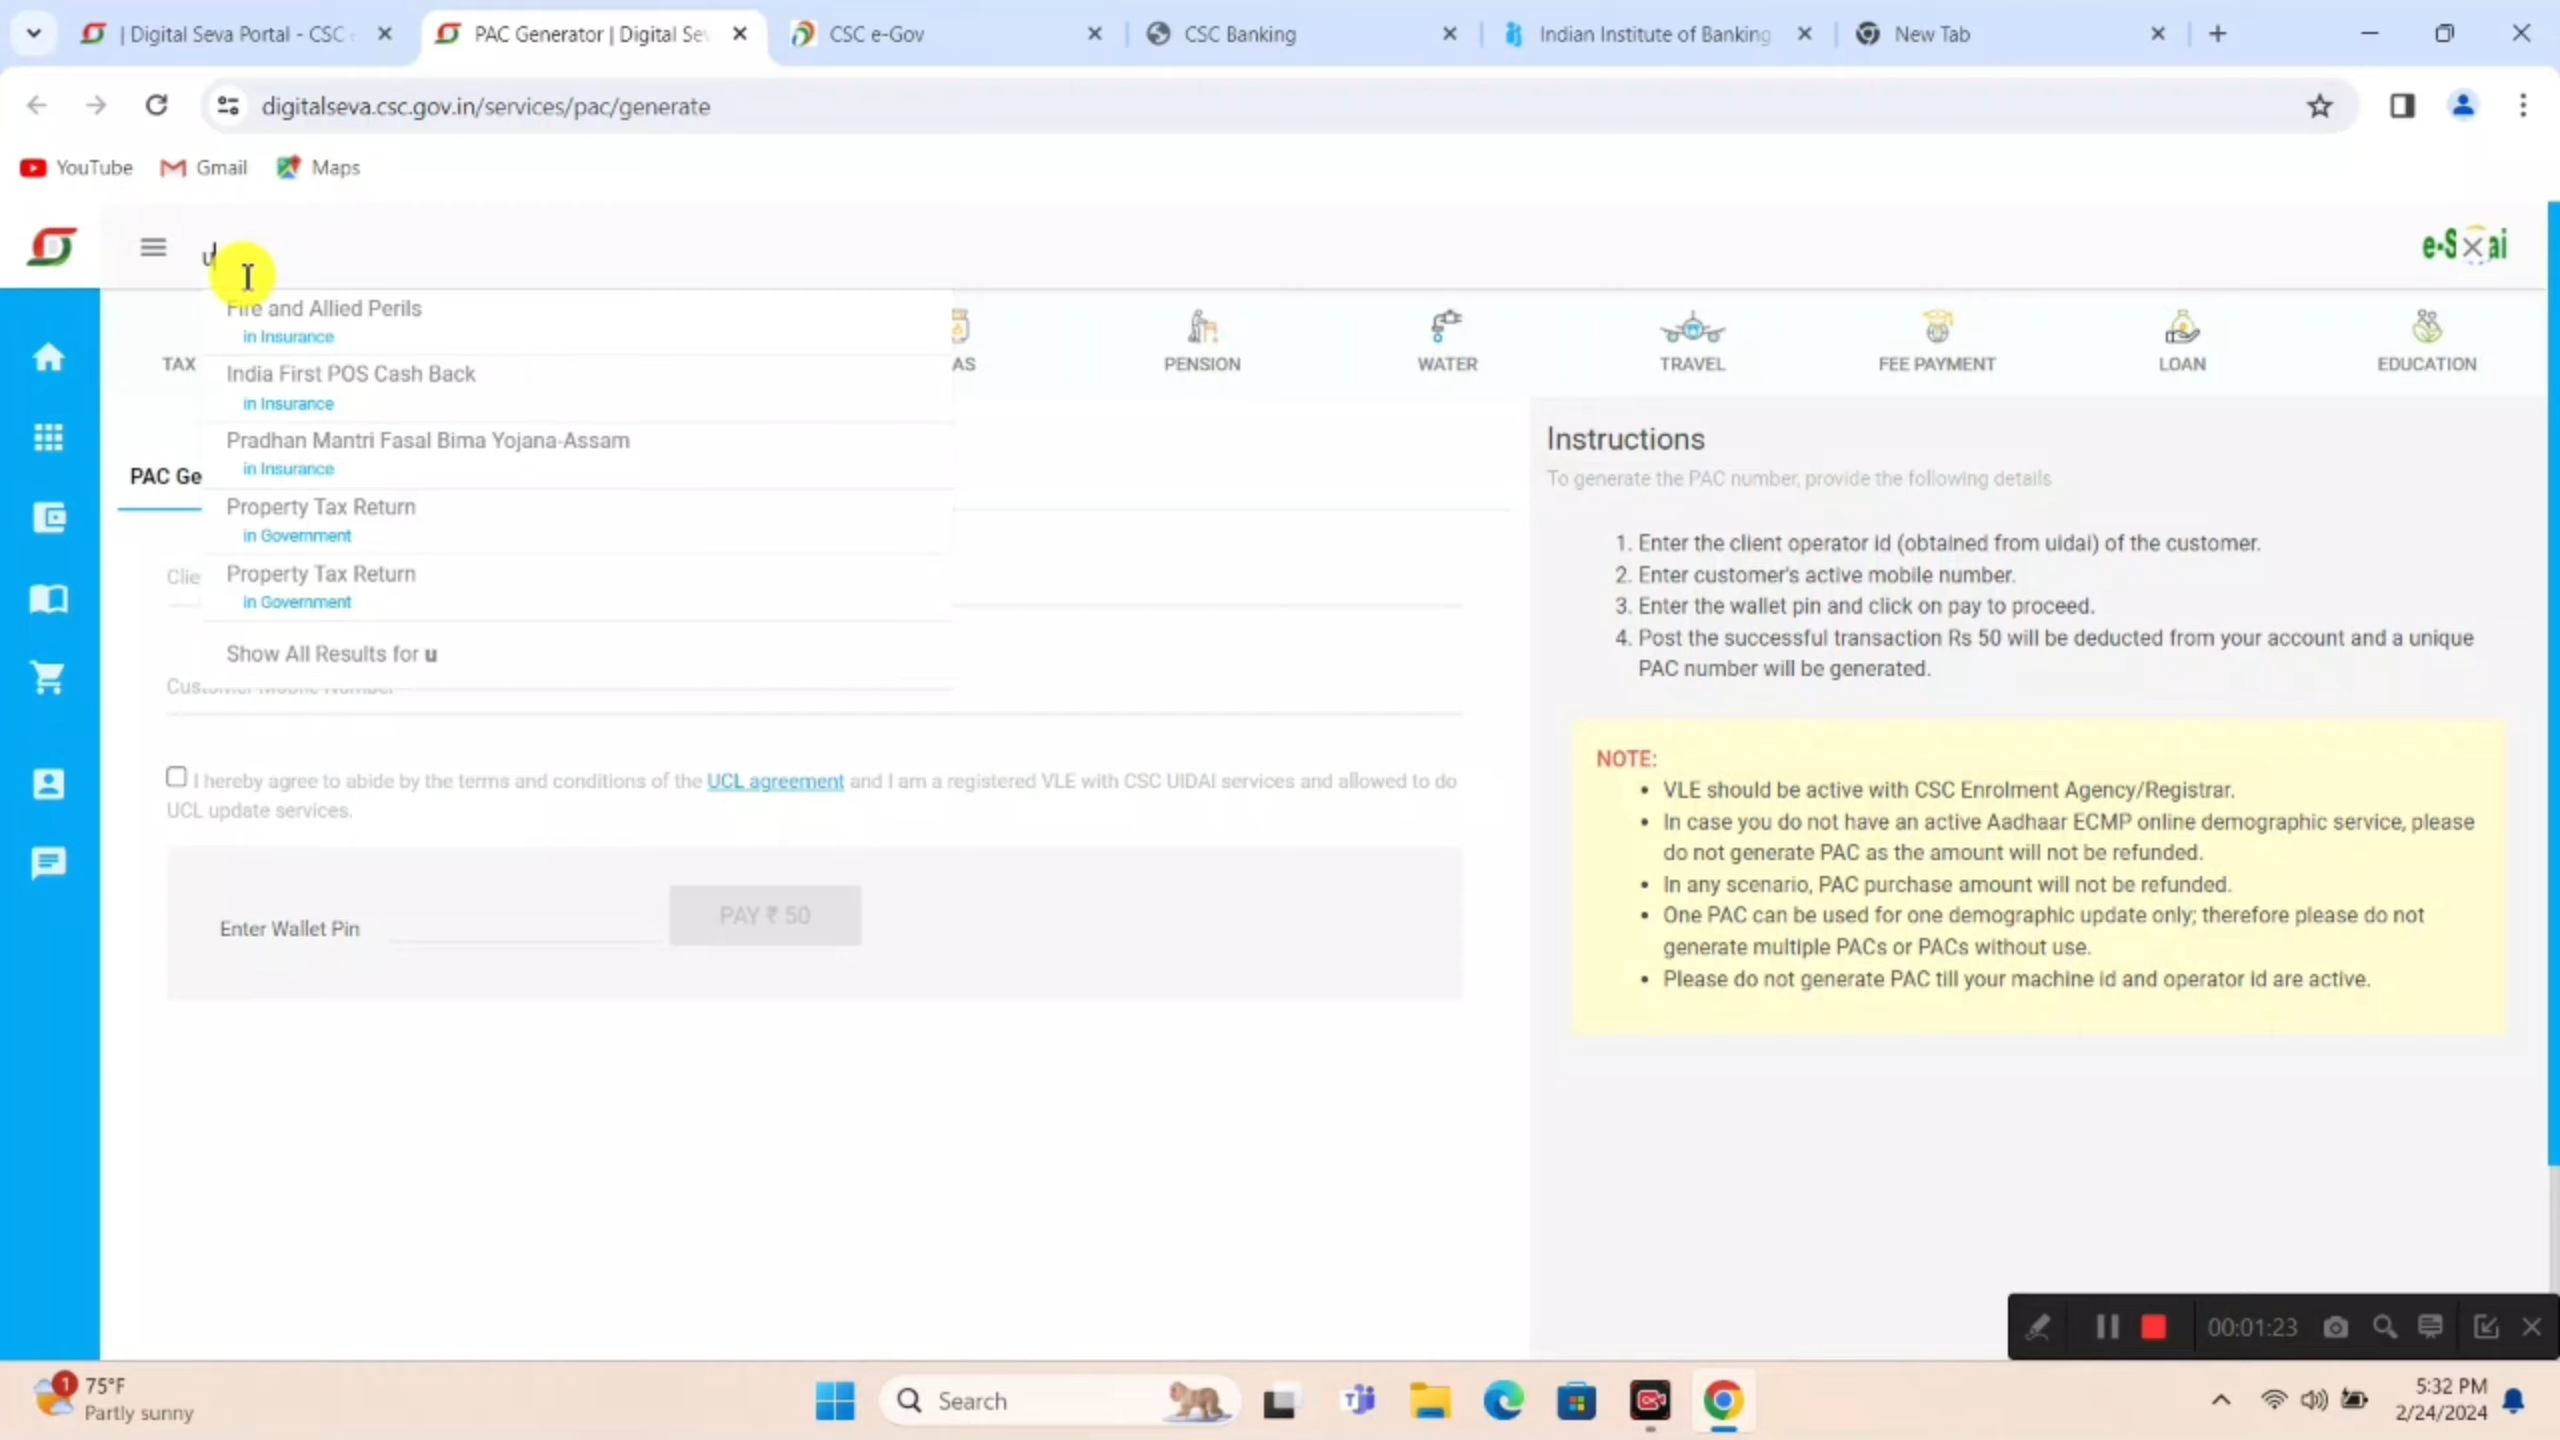 | Digital Seva Portal - CSC
PAC Generator | Digital Se
CSC e-Gov
CSC Banking
Indian Institute of Banking
New Tab
digitalseva.csc.gov.in/services/pac/generate
YouTube
Gmail
Maps
u
TAX
AS
PENSION
WATER
TRAVEL
FEE PAYMENT
LOAN
EDUCATION
Fire and Allied Perils
in Insurance
India First POS Cash Back
in Insurance
Pradhan Mantri Fasal Bima Yojana-Assam
in Insurance
Property Tax Return
in Government
Property Tax Return
in Government
Show All Results for u
PAC Ge
Clie
Customer Mobile Number
I hereby agree to abide by the terms and conditions of the UCL agreement and I am a registered VLE with CSC UIDAI services and allowed to do
UCL update services.
Enter Wallet Pin
PAY ₹ 50
Instructions
To generate the PAC number, provide the following details
1. Enter the client operator id (obtained from uidai) of the customer.
2. Enter customer's active mobile number.
3. Enter the wallet pin and click on pay to proceed.
4. Post the successful transaction Rs 50 will be deducted from your account and a unique
PAC number will be generated.
NOTE:
• VLE should be active with CSC Enrolment Agency/Registrar.
• In case you do not have an active Aadhaar ECMP online demographic service, please
do not generate PAC as the amount will not be refunded.
• In any scenario, PAC purchase amount will not be refunded.
• One PAC can be used for one demographic update only; therefore please do not
generate multiple PACs or PACs without use.
• Please do not generate PAC till your machine id and operator id are active.
00:01:23
1
75°F
Partly sunny
Search
5:32 PM
2/24/2024